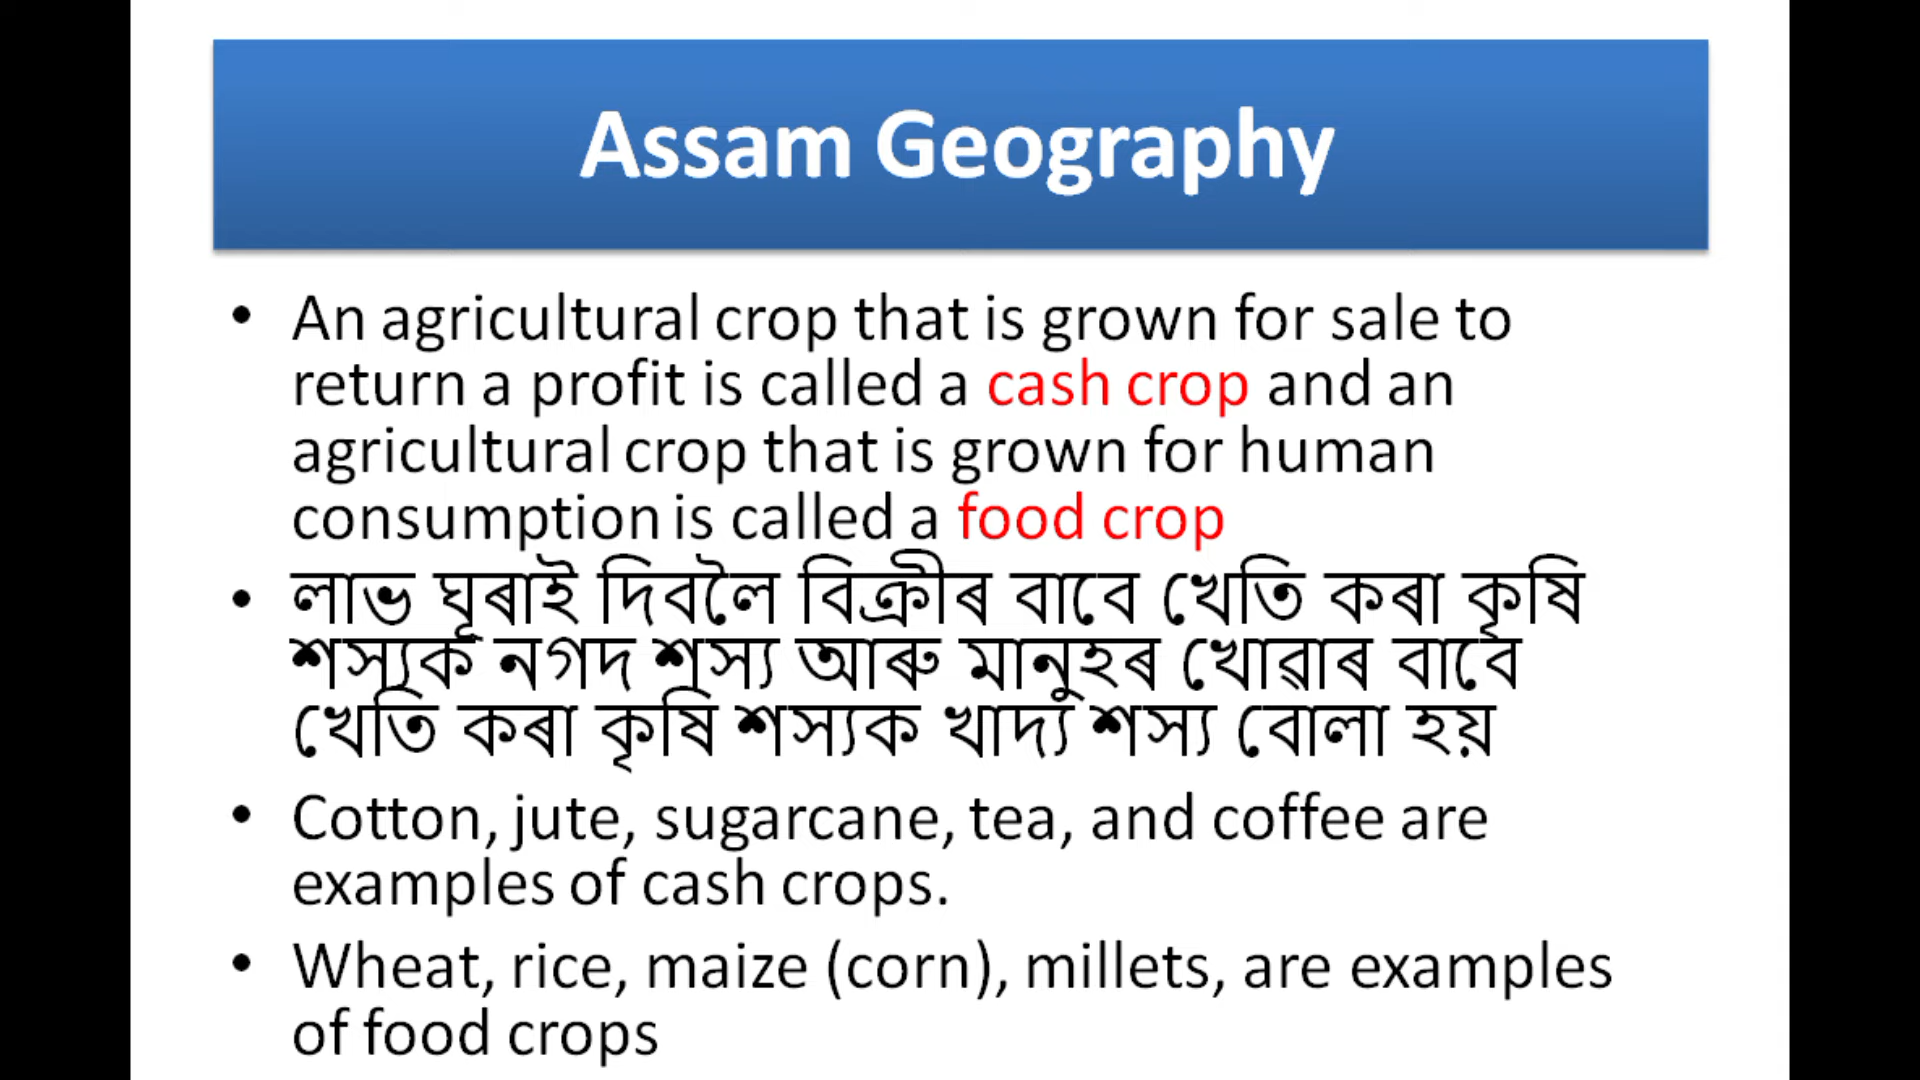 Assam Geography
• An agricultural crop that is grown for sale to
return a profit is called a cash crop and an
agricultural crop that is grown for human
consumption is called a food crop
• লাভ ঘূৰাই দিবলৈ বিক্ৰীৰ বাবে খেতি কৰা কৃষি
শস্যক নগদ শস্য আৰু মানুহৰ খোৱাৰ বাবে
খেতি কৰা কৃষি শস্যক খাদ্য শস্য বোলা হয়
• Cotton, jute, sugarcane, tea, and coffee are
examples of cash crops.
• Wheat, rice, maize (corn), millets, are examples
of food crops